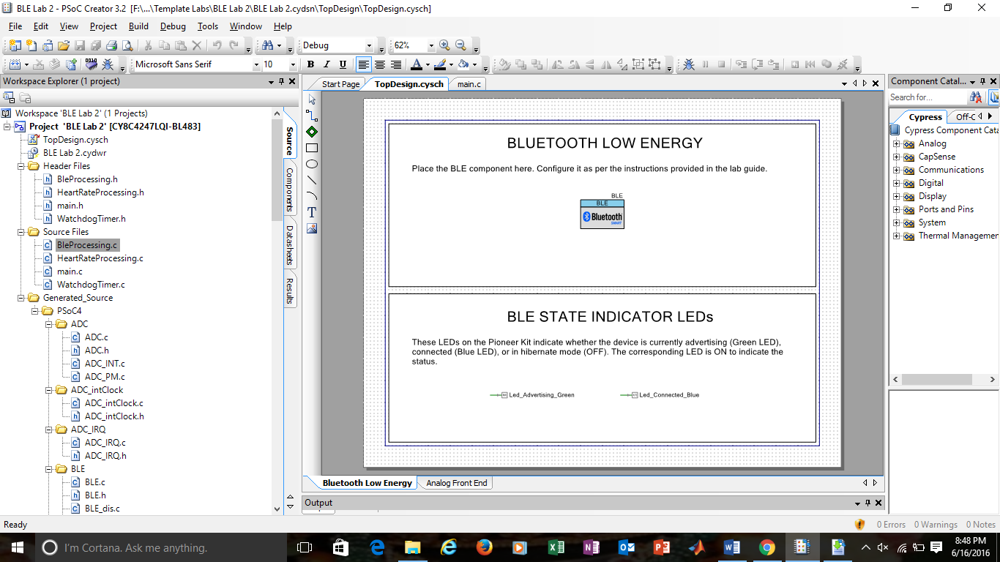 BLE Lab 2 - PSoC Creator 3.2 [F:\...\Template Labs\BLE Lab 2\BLE Lab 2.cydsn\TopDesign\TopDesign.cysch]
File Edit View Project Build Debug Tools Window Help
Debug 62%
Microsoft Sans Serif 10 B I U
Workspace Explorer (1 project)
Workspace 'BLE Lab 2' (1 Projects)
Project 'BLE Lab 2' [CY8C4247LQI-BL483]
TopDesign.cysch
BLE Lab 2.cydwr
Header Files
BleProcessing.h
HeartRateProcessing.h
main.h
WatchdogTimer.h
Source Files
BleProcessing.c
HeartRateProcessing.c
main.c
WatchdogTimer.c
Generated_Source
PSoC4
ADC
ADC.c
ADC.h
ADC_INT.c
ADC_PM.c
ADC_intClock
ADC_intClock.c
ADC_intClock.h
ADC_IRQ
ADC_IRQ.c
ADC_IRQ.h
BLE
BLE.c
BLE.h
BLE_dis.c
Source
Components
Datasheets
Results
Start Page TopDesign.cysch main.c
BLUETOOTH LOW ENERGY
Place the BLE component here. Configure it as per the instructions provided in the lab guide.
BLE
BLE
Bluetooth
SMART
BLE STATE INDICATOR LEDs
These LEDs on the Pioneer Kit indicate whether the device is currently advertising (Green LED),
connected (Blue LED), or in hibernate mode (OFF). The corresponding LED is ON to indicate the
status.
Led_Advertising_Green Led_Connected_Blue
Bluetooth Low Energy Analog Front End
Output
Component Catal...
Search for...
Cypress Off-C
Cypress Component Cata
Analog
CapSense
Communications
Digital
Display
Ports and Pins
System
Thermal Managemen
Ready 0 Errors 0 Warnings 0 Notes
I'm Cortana. Ask me anything.
8:48 PM
6/16/2016